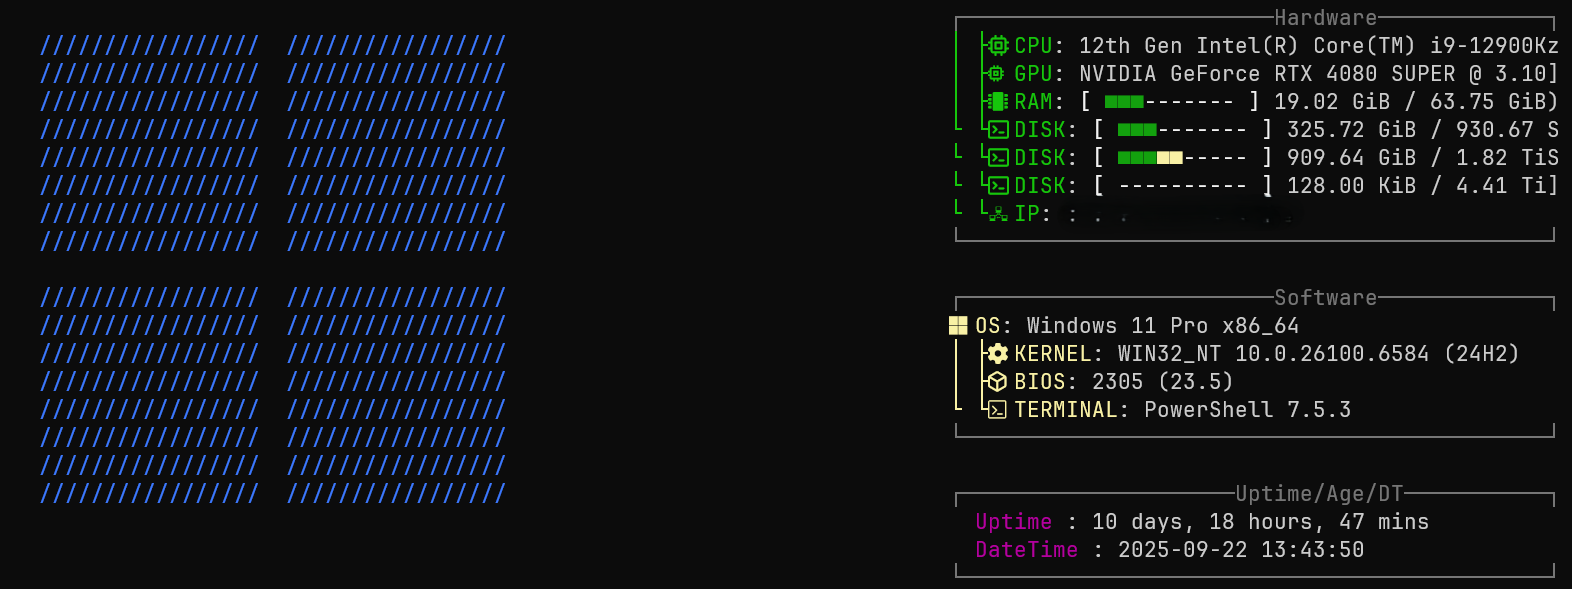 Hardware
CPU: 12th Gen Intel(R) Core(TM) i9-12900Kz
GPU: NVIDIA GeForce RTX 4080 SUPER @ 3.10]
RAM: [ ■■■------- ] 19.02 GiB / 63.75 GiB)
DISK: [ ■■■------- ] 325.72 GiB / 930.67 S
DISK: [ ■■■■■----- ] 909.64 GiB / 1.82 TiS
DISK: [ ---------- ] 128.00 KiB / 4.41 Ti]
IP:
Software
OS: Windows 11 Pro x86_64
KERNEL: WIN32_NT 10.0.26100.6584 (24H2)
BIOS: 2305 (23.5)
TERMINAL: PowerShell 7.5.3
Uptime/Age/DT
Uptime : 10 days, 18 hours, 47 mins
DateTime : 2025-09-22 13:43:50